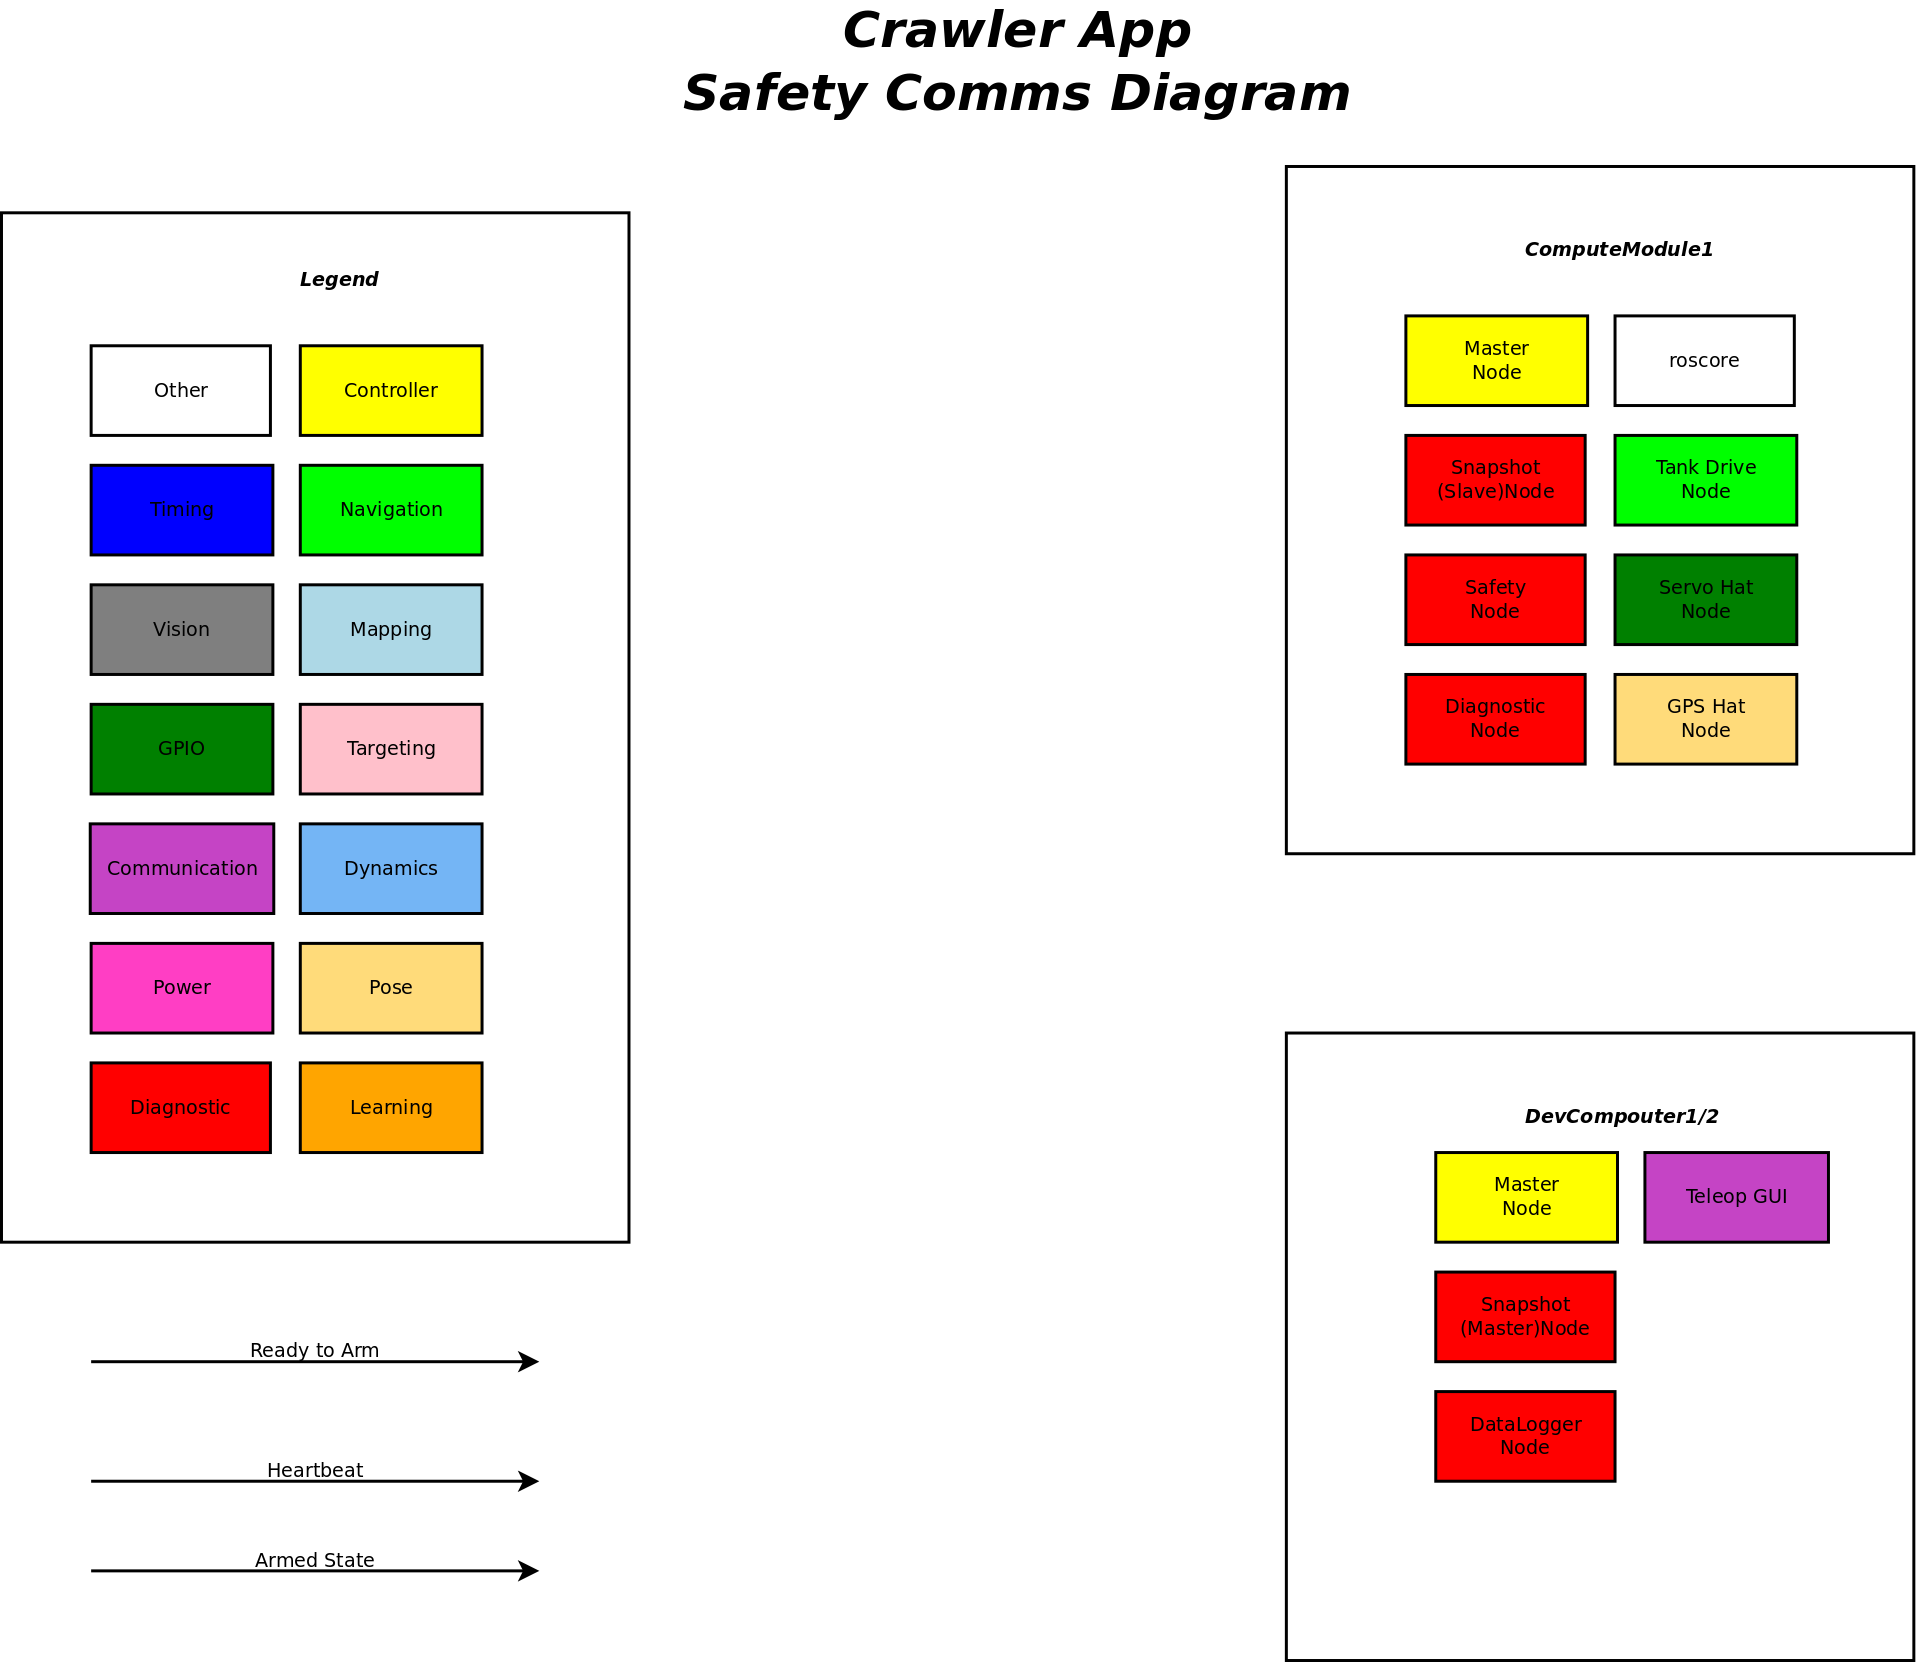 Crawler App
Safety Comms Diagram
Legend
Other
Controller
Timing
Navigation
Vision
Mapping
GPIO
Targeting
Communication
Dynamics
Power
Pose
Diagnostic
Learning
Ready to Arm
Heartbeat
Armed State
ComputeModule1
Master
Node
roscore
Snapshot
(Slave)Node
Tank Drive
Node
Safety
Node
Servo Hat
Node
Diagnostic
Node
GPS Hat
Node
DevCompouter1/2
Master
Node
Teleop GUI
Snapshot
(Master)Node
DataLogger
Node